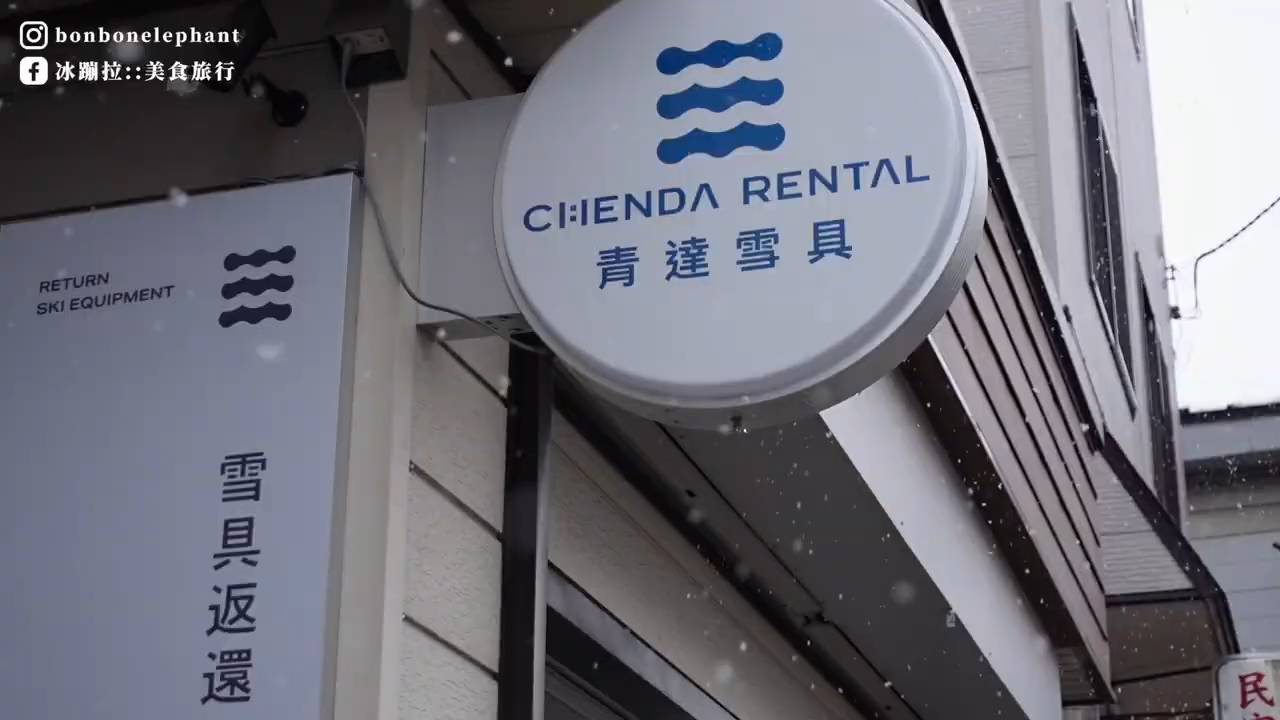 bonbonelephant
冰蹦拉::美食旅行
CHENDA RENTAL
青達雪具
RETURN
SKI EQUIPMENT
雪具返還
民